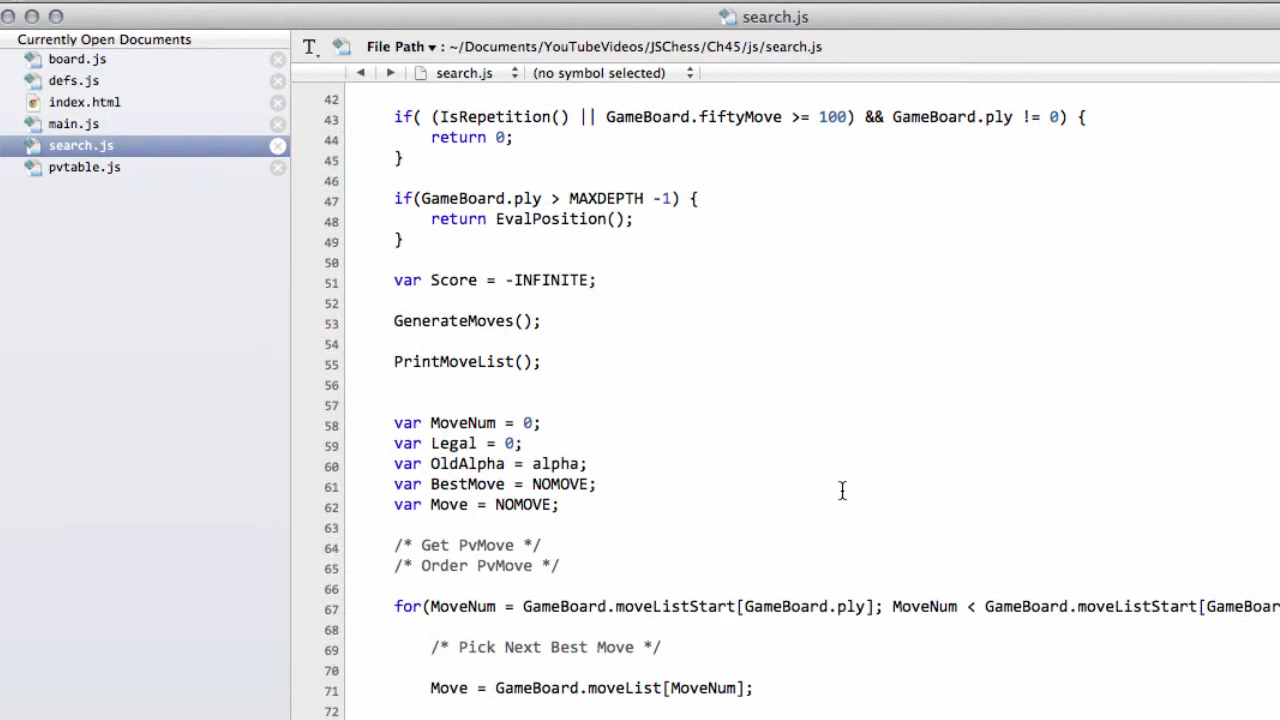 search.js
Currently Open Documents
board.js
defs.js
index.html
main.js
search.js
pvtable.js
File Path ▾ : ~/Documents/YouTubeVideos/JSChess/Ch45/js/search.js
search.js (no symbol selected)
42
43 if( (IsRepetition() || GameBoard.fiftyMove >= 100) && GameBoard.ply != 0) {
44 return 0;
45 }
46
47 if(GameBoard.ply > MAXDEPTH -1) {
48 return EvalPosition();
49 }
50
51 var Score = -INFINITE;
52
53 GenerateMoves();
54
55 PrintMoveList();
56
57
58 var MoveNum = 0;
59 var Legal = 0;
60 var OldAlpha = alpha;
61 var BestMove = NOMOVE;
62 var Move = NOMOVE;
63
64 /* Get PvMove */
65 /* Order PvMove */
66
67 for(MoveNum = GameBoard.moveListStart[GameBoard.ply]; MoveNum < GameBoard.moveListStart[GameBoar
68
69 /* Pick Next Best Move */
70
71 Move = GameBoard.moveList[MoveNum];
72